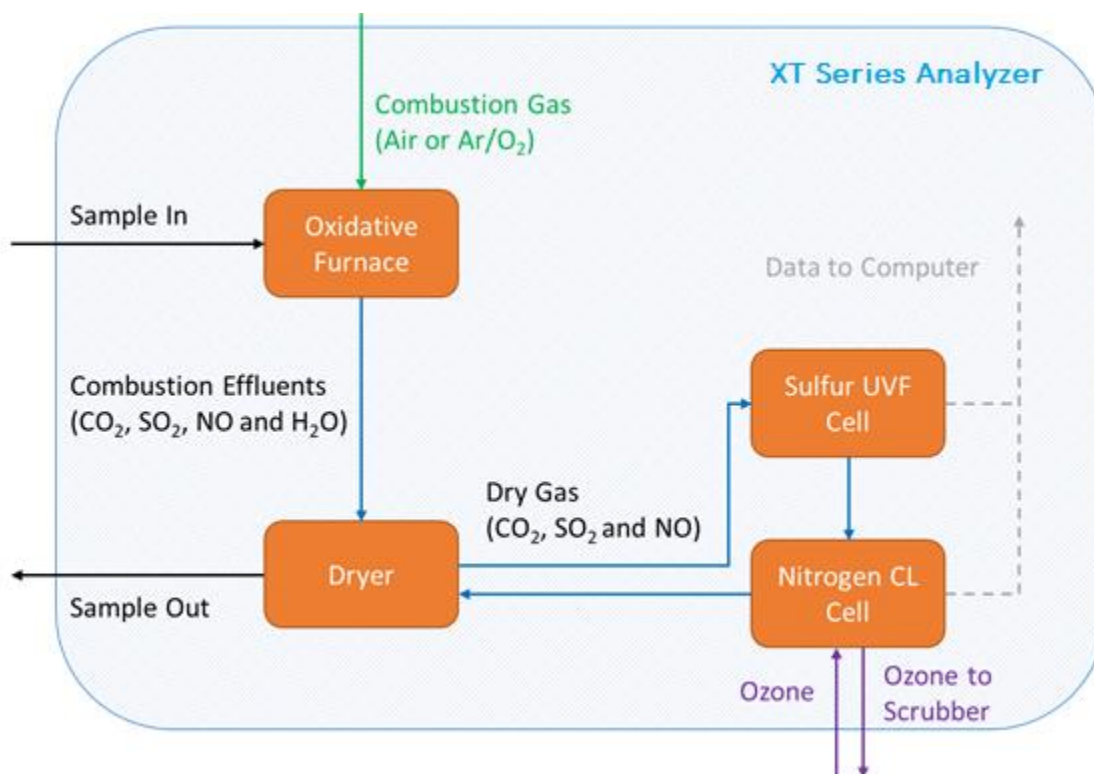 XT Series Analyzer
Combustion Gas
(Air or Ar/O₂)
Sample In
Oxidative
Furnace
Data to Computer
Combustion Effluents
(CO₂, SO₂, NO and H₂O)
Sulfur UVF
Cell
Dry Gas
(CO₂, SO₂ and NO)
Dryer
Nitrogen CL
Cell
Sample Out
Ozone
Ozone to
Scrubber